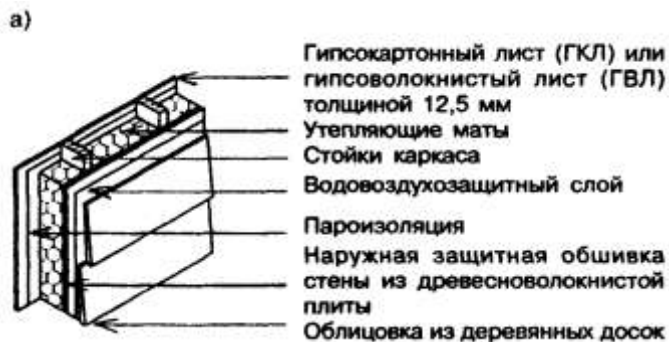 а)
Гипсокартонный лист (ГКЛ) или
гипсоволокнистый лист (ГВЛ)
толщиной 12,5 мм
Утепляющие маты
Стойки каркаса
Водовоздухозащитный слой
Пароизоляция
Наружная защитная обшивка
стены из древесноволокнистой
плиты
Облицовка из деревянных досок